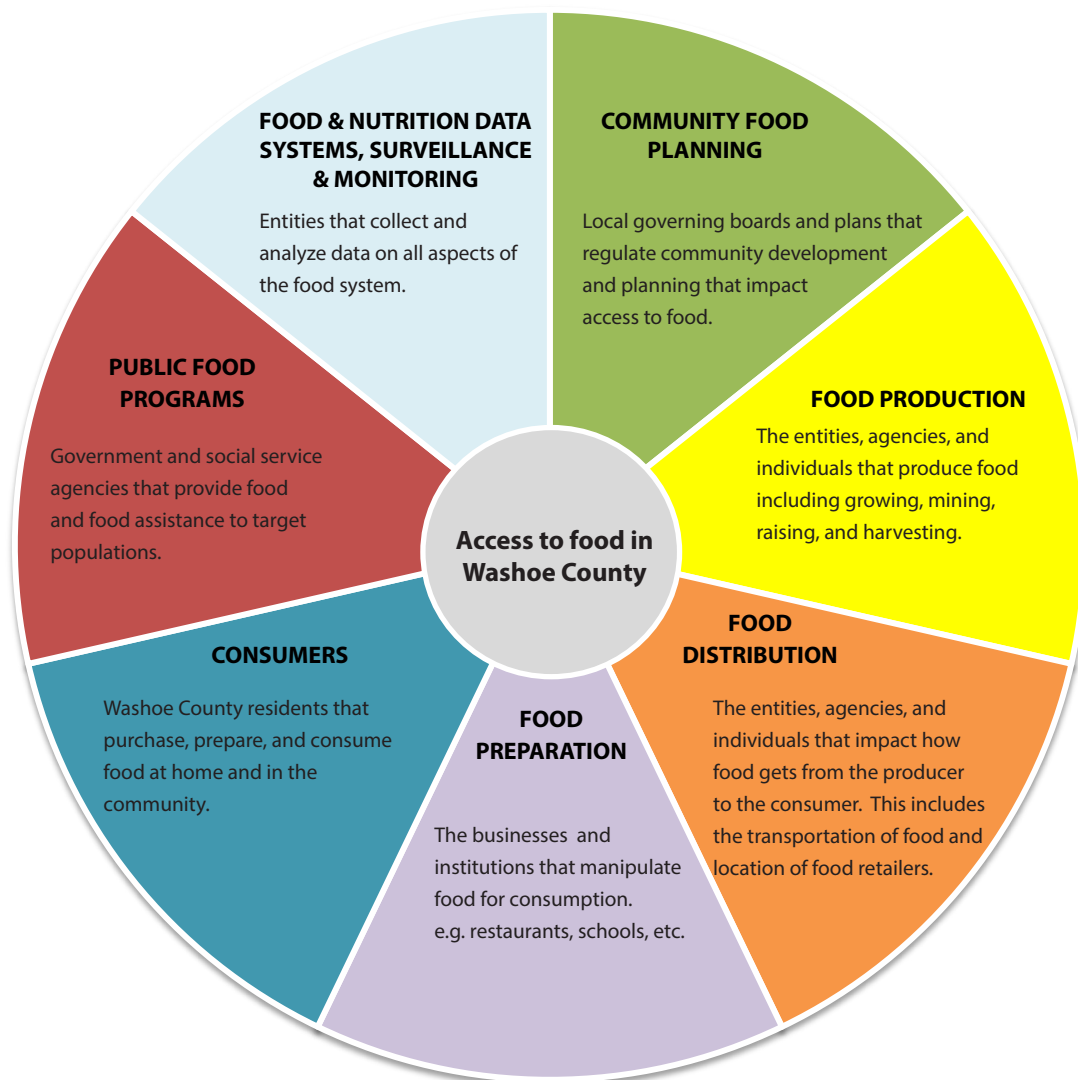 FOOD & NUTRITION DATA
SYSTEMS, SURVEILLANCE
& MONITORING
Entities that collect and
analyze data on all aspects of
the food system.
COMMUNITY FOOD
PLANNING
Local governing boards and plans that
regulate community development
and planning that impact
access to food.
FOOD PRODUCTION
The entities, agencies, and
individuals that produce food
including growing, mining,
raising, and harvesting.
FOOD
DISTRIBUTION
The entities, agencies, and
individuals that impact how
food gets from the producer
to the consumer. This includes
the transportation of food and
location of food retailers.
FOOD
PREPARATION
The businesses and
institutions that manipulate
food for consumption.
e.g. restaurants, schools, etc.
CONSUMERS
Washoe County residents that
purchase, prepare, and consume
food at home and in the
community.
PUBLIC FOOD
PROGRAMS
Government and social service
agencies that provide food
and food assistance to target
populations.
Access to food in
Washoe County